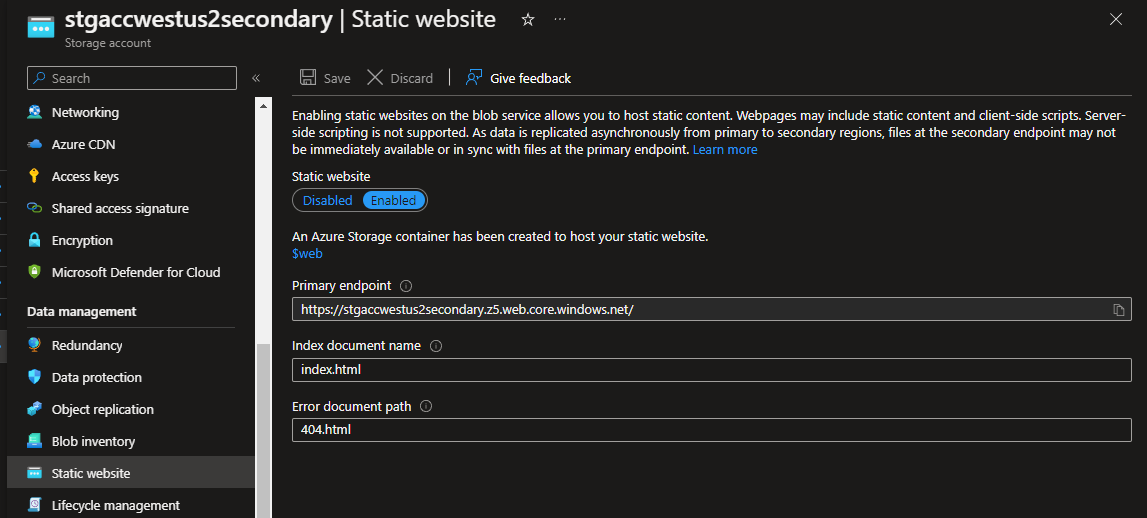 stgaccwestus2secondary | Static website
Storage account
Search
Networking
Azure CDN
Access keys
Shared access signature
Encryption
Microsoft Defender for Cloud
Data management
Redundancy
Data protection
Object replication
Blob inventory
Static website
Lifecycle management
Save Discard Give feedback
Enabling static websites on the blob service allows you to host static content. Webpages may include static content and client-side scripts. Server-
side scripting is not supported. As data is replicated asynchronously from primary to secondary regions, files at the secondary endpoint may not
be immediately available or in sync with files at the primary endpoint. Learn more
Static website
Disabled Enabled
An Azure Storage container has been created to host your static website.
$web
Primary endpoint
https://stgaccwestus2secondary.z5.web.core.windows.net/
Index document name
index.html
Error document path
404.html